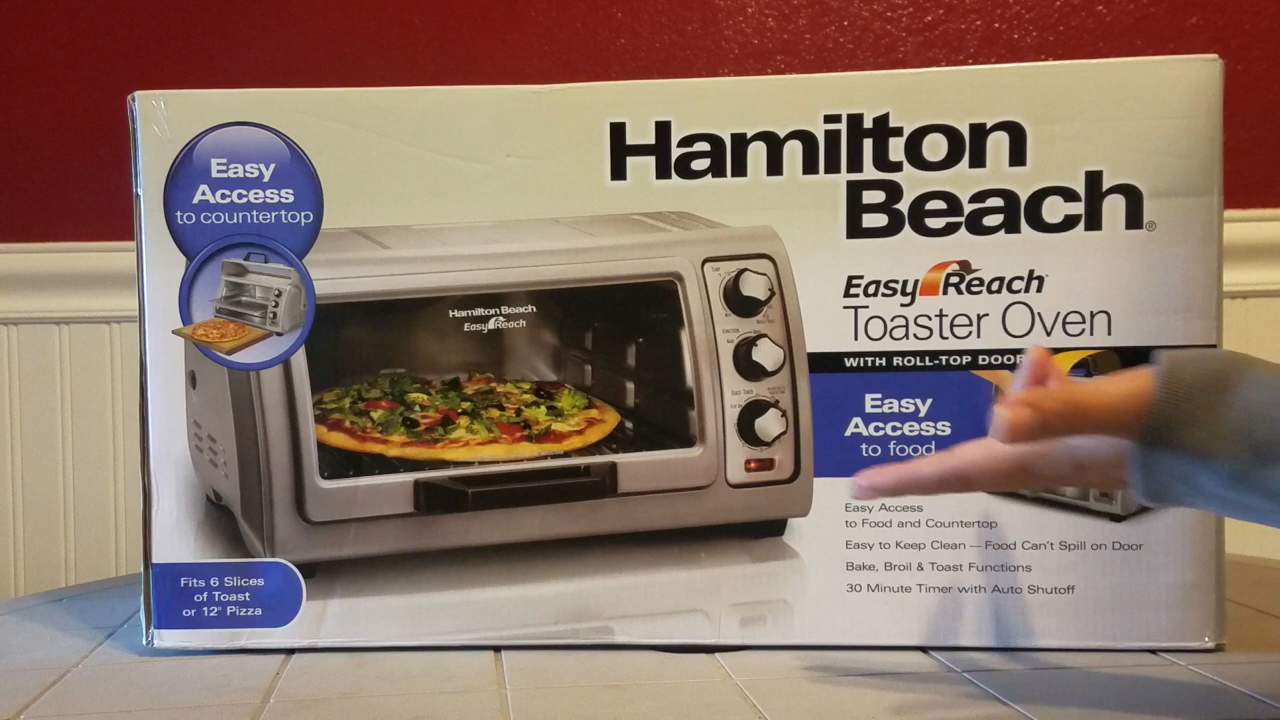 Easy
Access
to countertop
Hamilton
Beach®
Easy Reach
Toaster Oven
WITH ROLL-TOP DOOR
Hamilton Beach
Easy Reach
Easy
Access
to food
Easy Access
to Food and Countertop
Easy to Keep Clean — Food Can't Spill on Door
Bake, Broil & Toast Functions
30 Minute Timer with Auto Shutoff
Fits 6 Slices
of Toast
or 12" Pizza